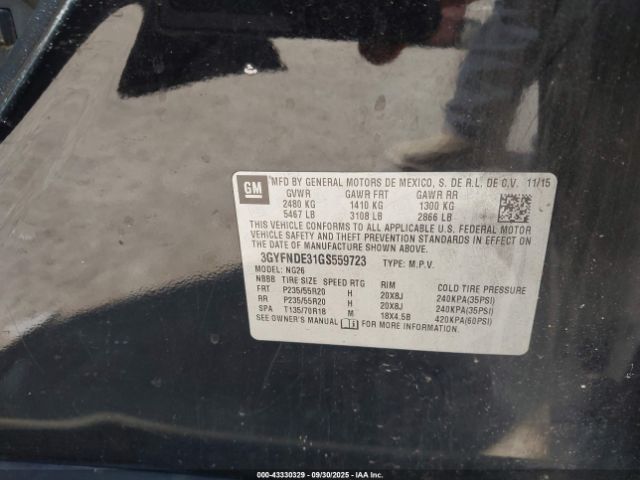 GM
MFD BY GENERAL MOTORS DE MEXICO, S. DE R.L. DE C.V. 11/15
GVWR GAWR FRT GAWR RR
2480 KG 1410 KG 1300 KG
5467 LB 3108 LB 2866 LB
THIS VEHICLE CONFORMS TO ALL APPLICABLE U.S. FEDERAL MOTOR
VEHICLE SAFETY AND THEFT PREVENTION STANDARDS IN EFFECT ON
THE DATE OF MANUFACTURE SHOWN ABOVE.
3GYFNDE31GS559723 TYPE: M.P.V.
MODEL: NG26
NBBB TIRE SIZE SPEED RTG RIM COLD TIRE PRESSURE
FRT P235/55R20 H 20X8J 240KPA(35PSI)
RR P235/55R20 H 20X8J 240KPA(35PSI)
SPA T135/70R18 M 18X4.5B 420KPA(60PSI)
SEE OWNER'S MANUAL FOR MORE INFORMATION.
000-43330329 - 09/30/2025 - IAA Inc.